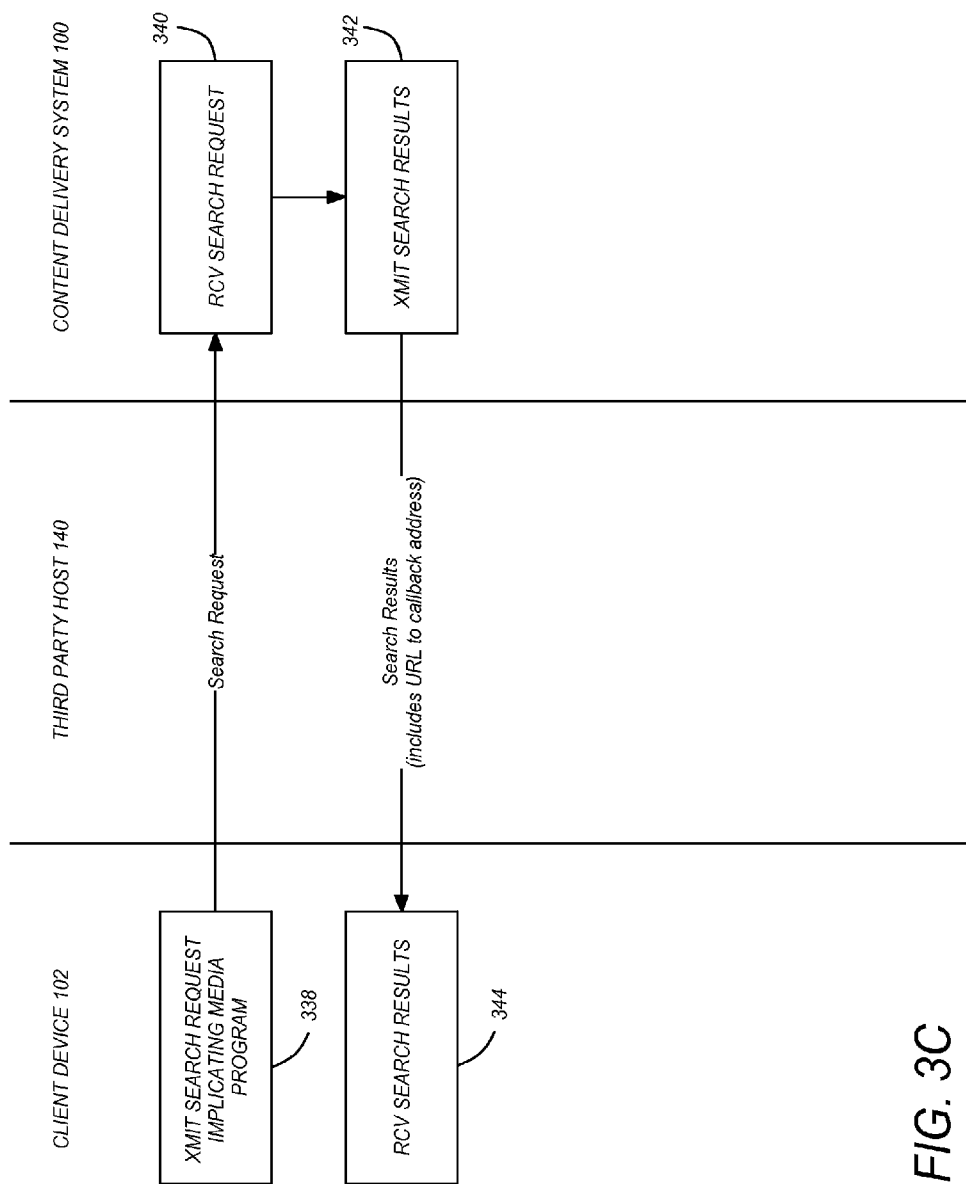 CLIENT DEVICE 102
THIRD PARTY HOST 140
CONTENT DELIVERY SYSTEM 100
XMIT SEARCH REQUEST
IMPLICATING MEDIA
PROGRAM
338
Search Request
RCV SEARCH REQUEST
340
RCV SEARCH RESULTS
344
Search Results
(includes URL to callback address)
XMIT SEARCH RESULTS
342
FIG. 3C